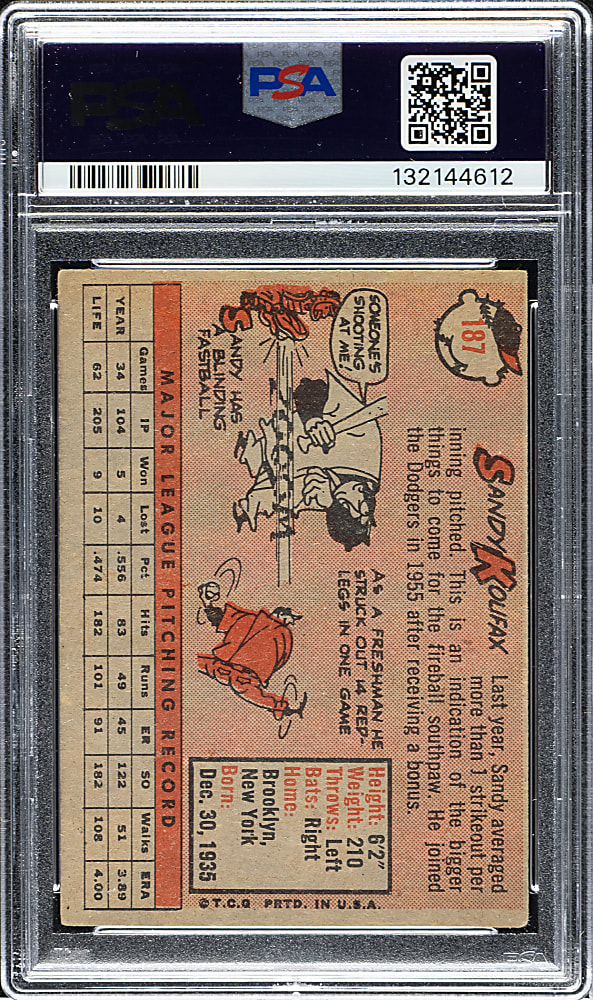 PSA
PSA
132144612
187
SANDY KOUFAX
Last year, Sandy averaged
more than 1 strikeout per
inning pitched. This is an indication of the bigger
things to come for the fireball southpaw. He joined
the Dodgers in 1955 after receiving a bonus.
SOMEONE'S
SHOOTING
AT ME!
ZOOOM
SANDY HAS
A BLINDING
FASTBALL
AS A FRESHMAN HE
STRUCK OUT 14 RED-
LEGS IN ONE GAME
Height: 6'2"
Weight: 210
Throws: Left
Bats: Right
Home:
Brooklyn,
New York
Born:
Dec. 30, 1935
MAJOR LEAGUE PITCHING RECORD
Games IP Won Lost Pct Hits Runs ER SO Walks ERA
YEAR 34 104 5 4 .556 83 49 45 122 51 3.89
LIFE 62 205 9 10 .474 182 101 91 182 108 4.00
© T.C.G PRTD. IN U.S.A.